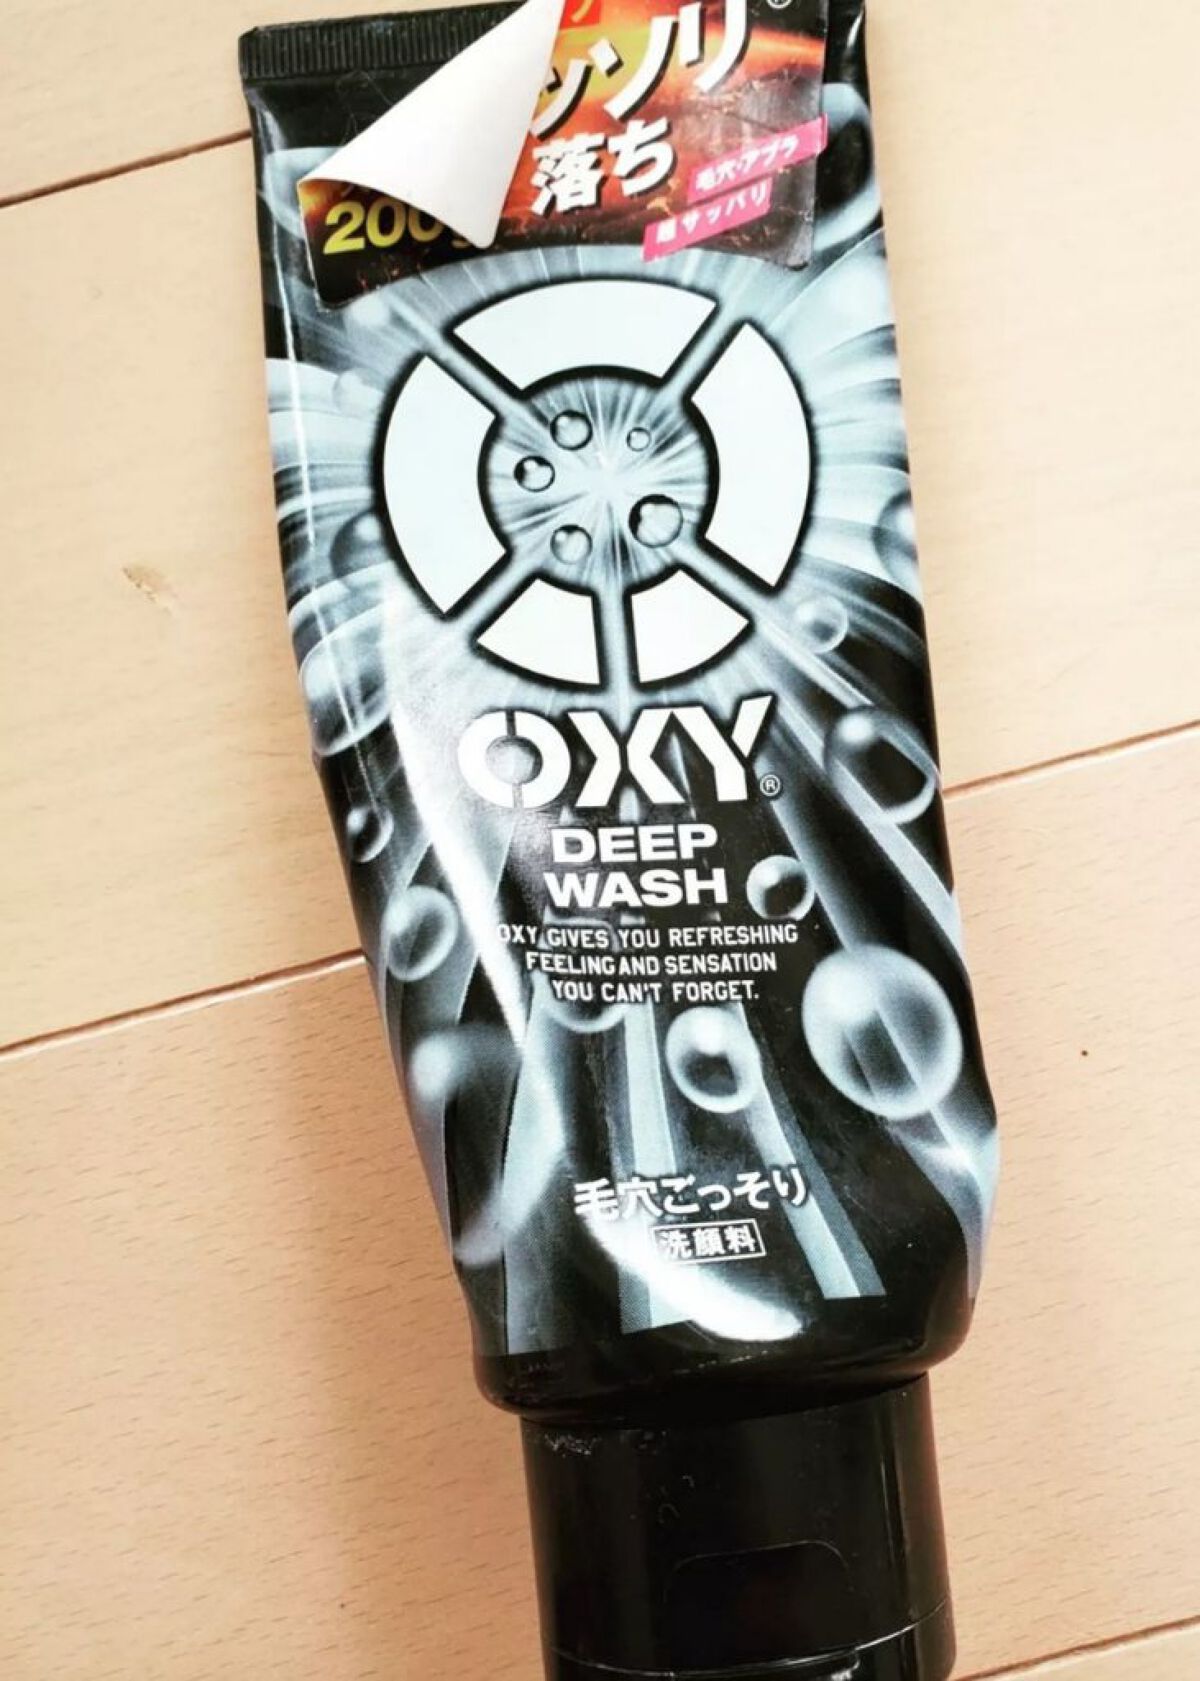 ッソリ
落ち
毛穴・アブラ
超サッパリ
200g
OXY®
DEEP
WASH
OXY GIVES YOU REFRESHING
FEELING AND SENSATION
YOU CAN'T FORGET.
毛穴ごっそり
洗顔料